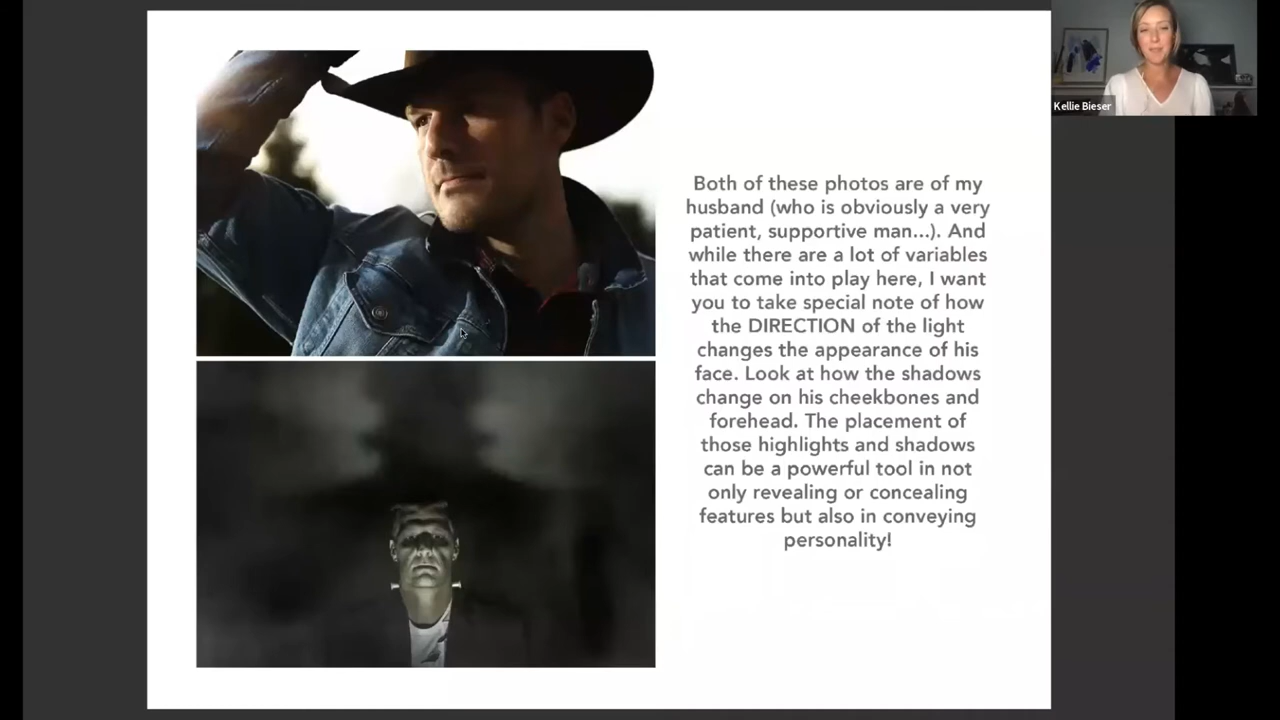 Kellie Bieser
Both of these photos are of my
husband (who is obviously a very
patient, supportive man...). And
while there are a lot of variables
that come into play here, I want
you to take special note of how
the DIRECTION of the light
changes the appearance of his
face. Look at how the shadows
change on his cheekbones and
forehead. The placement of
those highlights and shadows
can be a powerful tool in not
only revealing or concealing
features but also in conveying
personality!